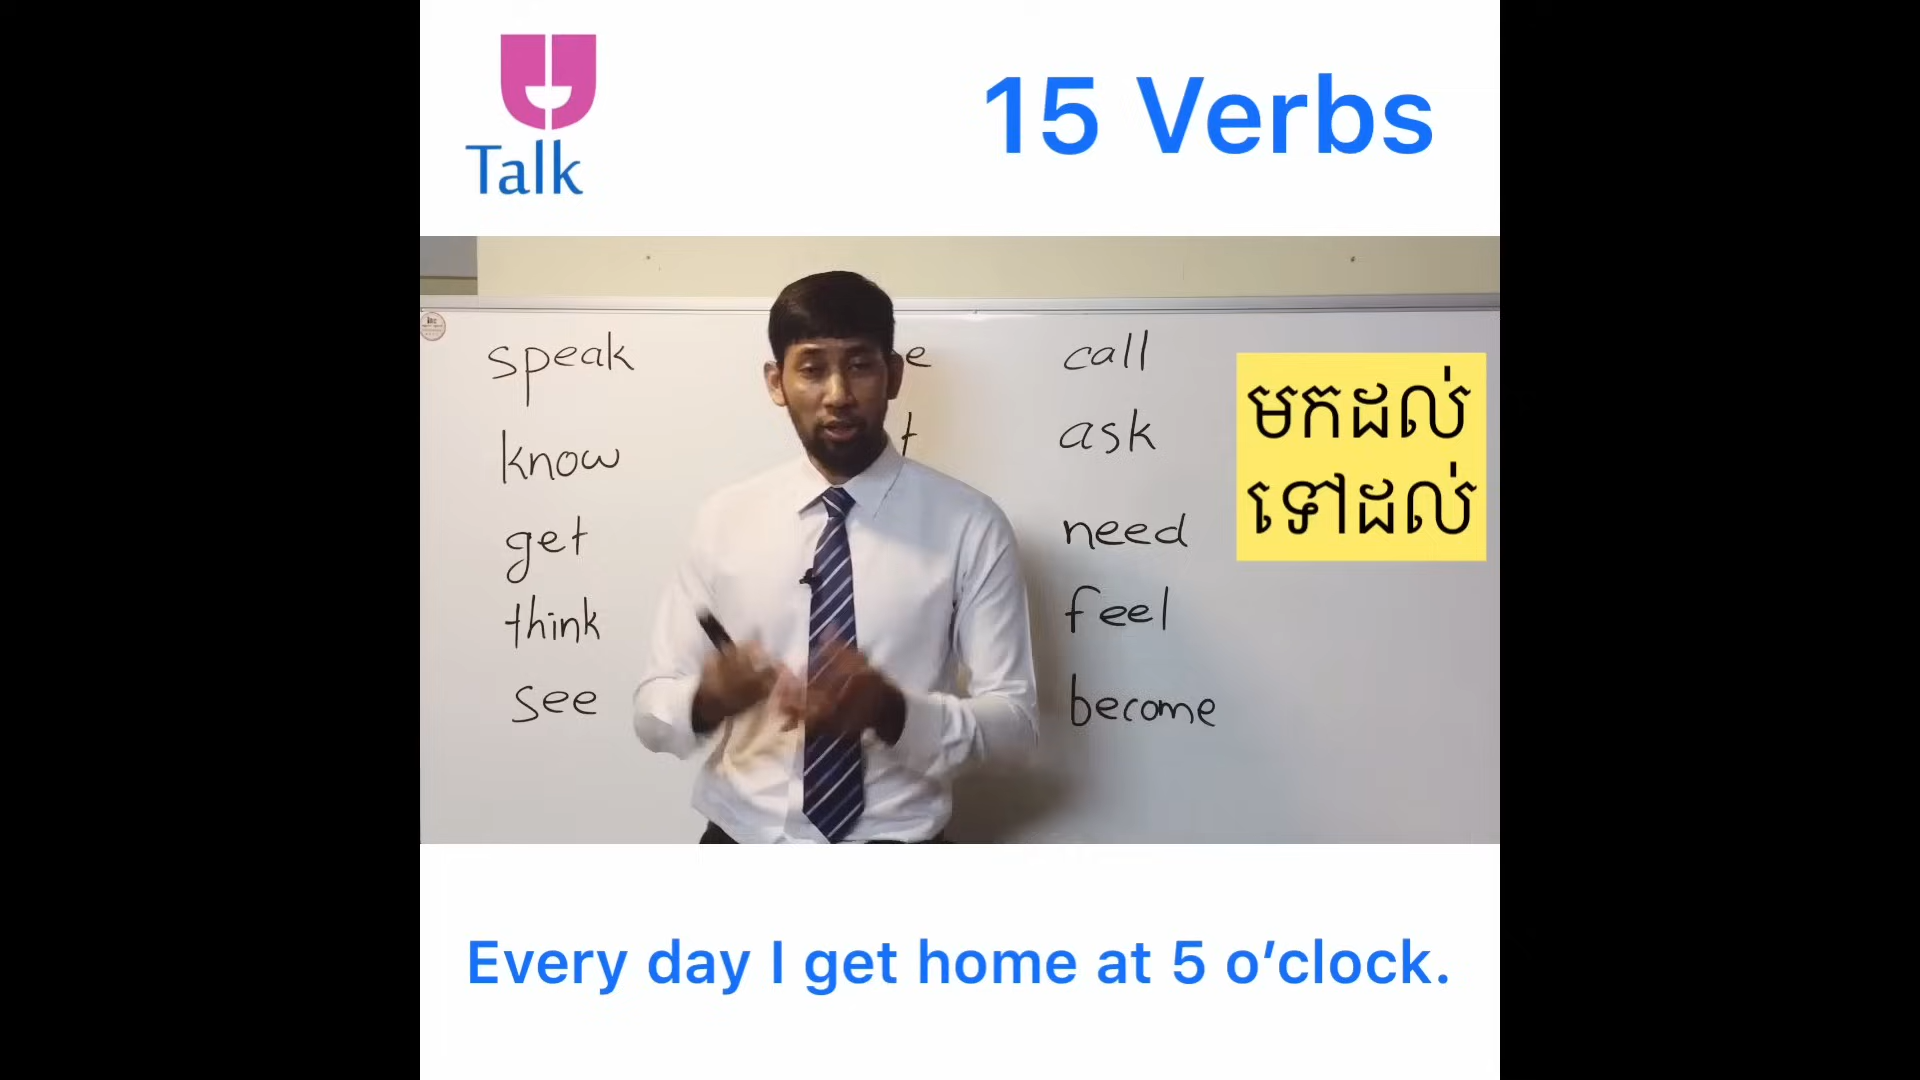 Talk
15 Verbs
speak
know
get
think
see
call
ask
need
feel
become
មកដល់
ទៅដល់
Every day I get home at 5 o’clock.